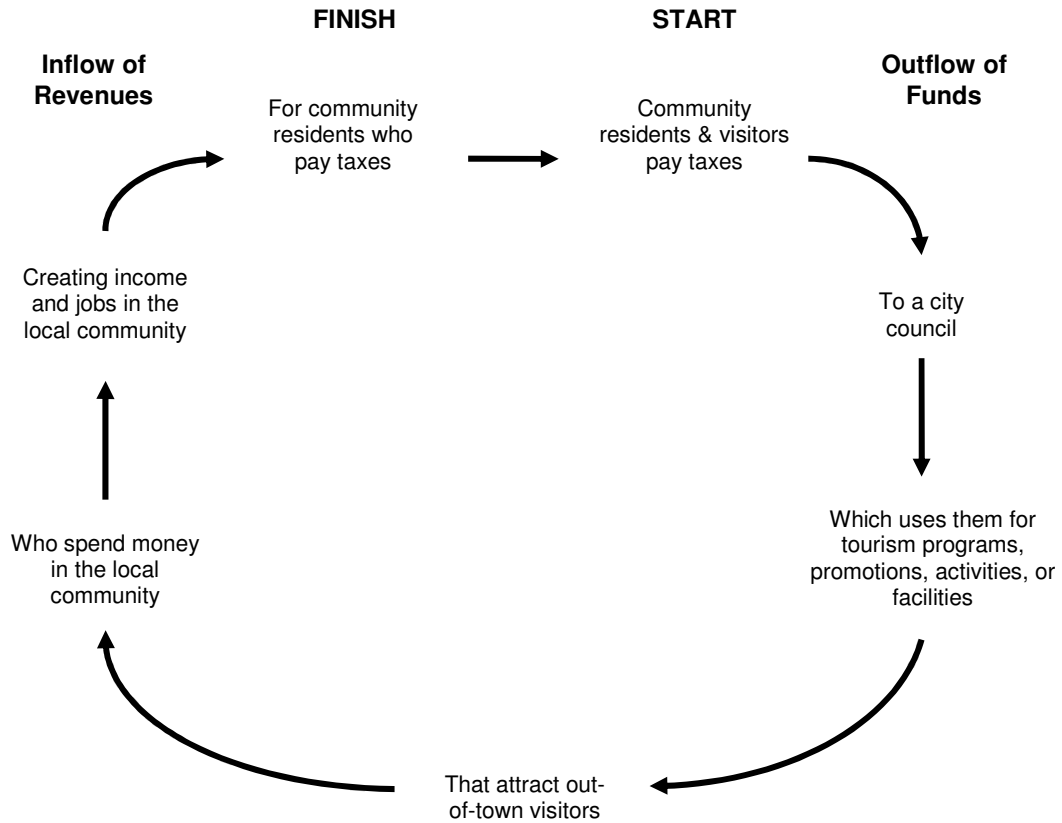 FINISH
START
Inflow of
Revenues
Outflow of
Funds
For community
residents who
pay taxes
Community
residents & visitors
pay taxes
To a city
council
Which uses them for
tourism programs,
promotions, activities, or
facilities
That attract out-
of-town visitors
Who spend money
in the local
community
Creating income
and jobs in the
local community